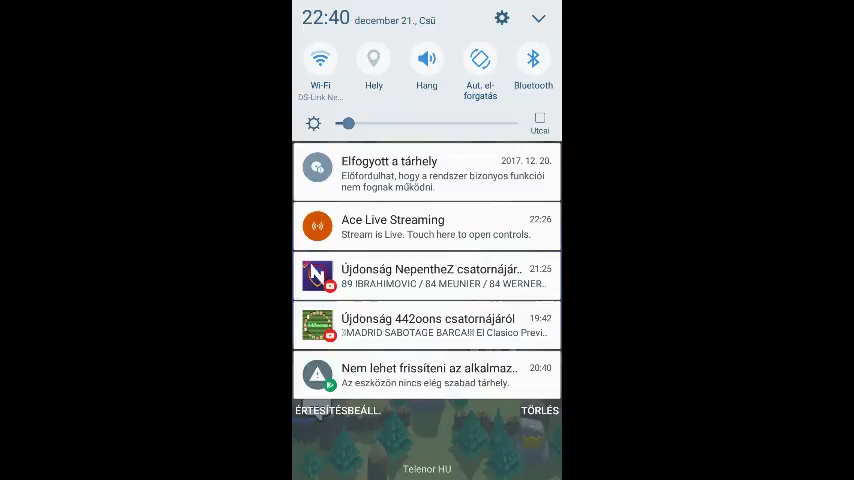 22:40 december 21., Csü
Wi-Fi
DS-Link Ne...
Hely
Hang
Aut. el-
forgatás
Bluetooth
Utcai
Elfogyott a tárhely 2017. 12. 20.
Előfordulhat, hogy a rendszer bizonyos funkciói
nem fognak működni.
Ace Live Streaming 22:26
Stream is Live. Touch here to open controls.
Újdonság NepentheZ csatornájár.. 21:25
89 IBRAHIMOVIC / 84 MEUNIER / 84 WERNER..
Újdonság 442oons csatornájáról 19:42
MADRID SABOTAGE BARCA! El Clasico Previ..
Nem lehet frissíteni az alkalmaz.. 20:40
Az eszközön nincs elég szabad tárhely.
ÉRTESÍTÉSBEÁLL. TÖRLÉS
Telenor HU